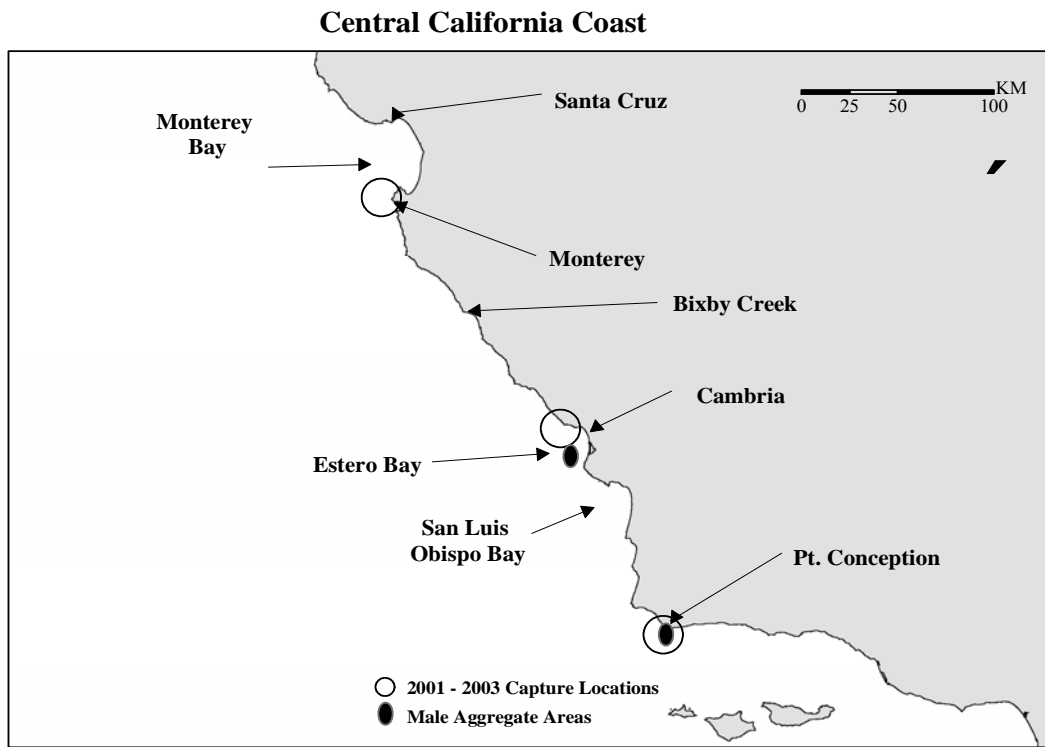 Central California Coast
Santa Cruz
KM
0 25 50 100
Monterey
Bay
Monterey
Bixby Creek
Cambria
Estero Bay
San Luis
Obispo Bay
Pt. Conception
2001 - 2003 Capture Locations
Male Aggregate Areas